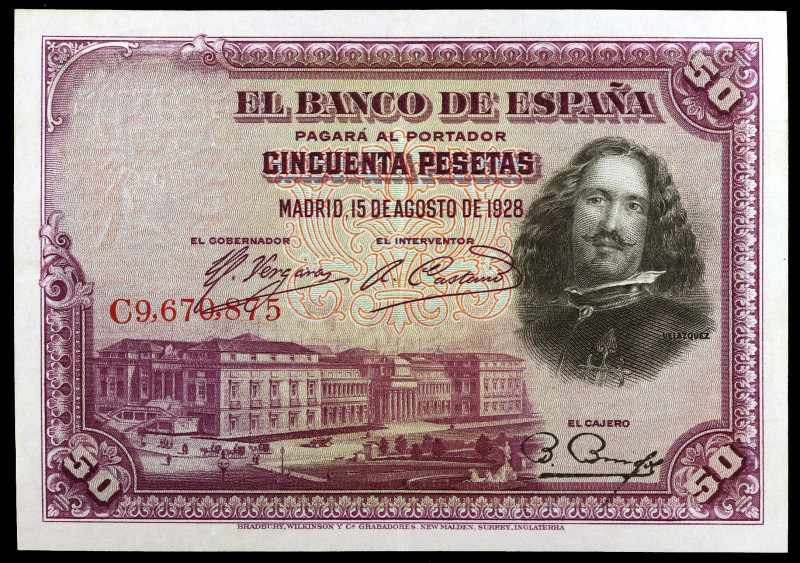 50
EL BANCO DE ESPAÑA
PAGARÁ AL PORTADOR
CINCUENTA PESETAS
MADRID, 15 DE AGOSTO DE 1928
EL GOBERNADOR EL INTERVENTOR
C9,670,875
VELAZQUEZ
EL CAJERO
50 50
BRADBURY, WILKINSON Y Cª GRABADORES. NEW MALDEN, SURREY, INGLATERRA